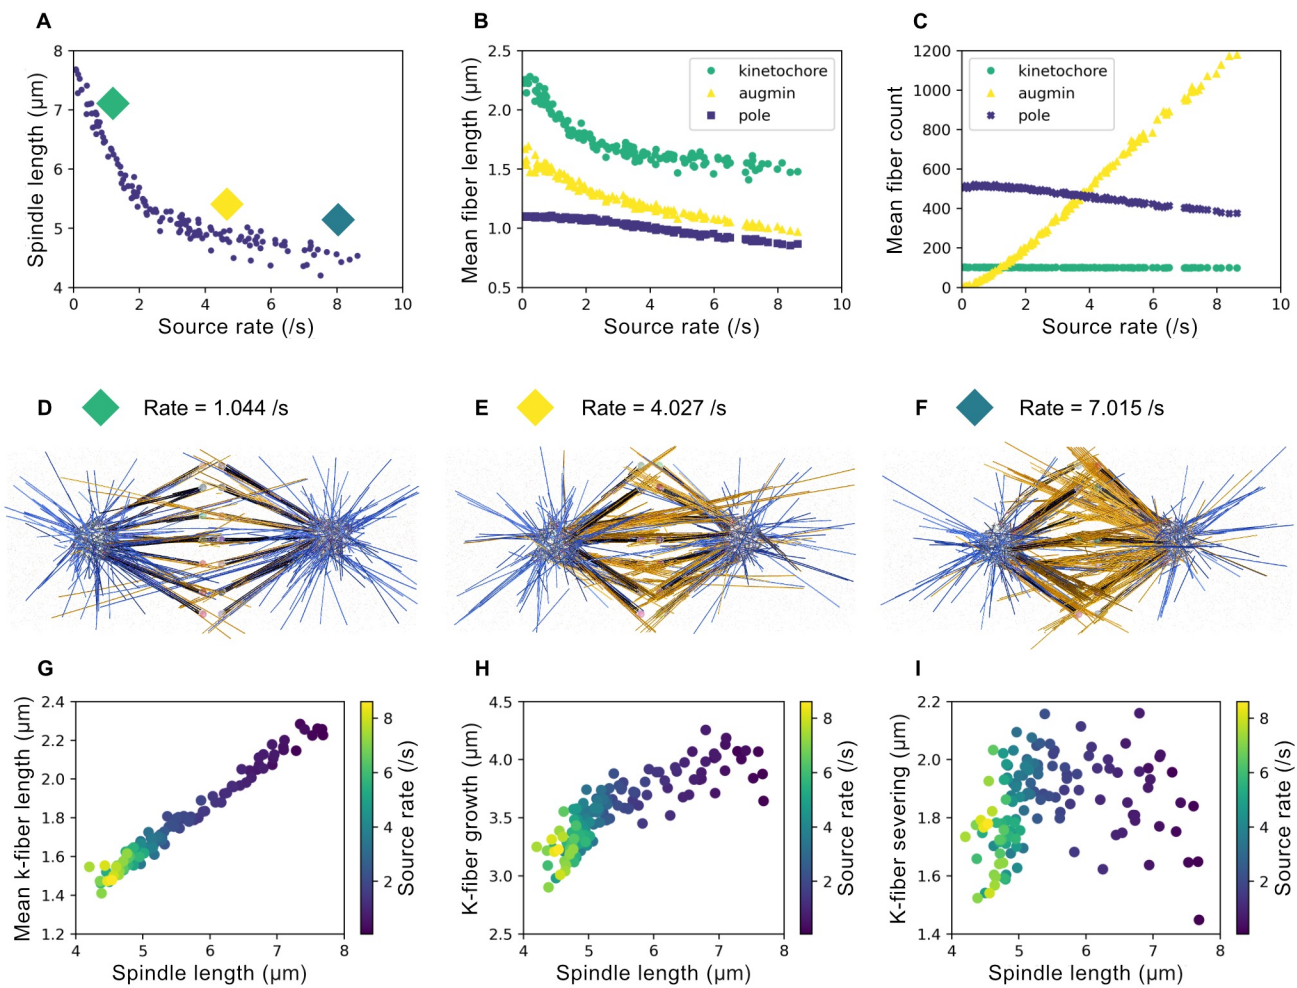 A
B
C
Spindle length (μm)
8
7
6
5
4
0
2
4
6
8
10
Source rate (/s)
Mean fiber length (μm)
2.5
2.0
1.5
1.0
0.5
kinetochore
augmin
pole
0
2
4
6
8
10
Source rate (/s)
Mean fiber count
1200
1000
800
600
400
200
0
kinetochore
augmin
pole
0
2
4
6
8
10
Source rate (/s)
D
Rate = 1.044 /s
E
Rate = 4.027 /s
F
Rate = 7.015 /s
G
H
I
Mean k-fiber length (μm)
2.4
2.2
2.0
1.8
1.6
1.4
1.2
4
5
6
7
8
Spindle length (μm)
8
6
4
2
Source rate (/s)
K-fiber growth (μm)
4.5
4.0
3.5
3.0
2.5
4
5
6
7
8
Spindle length (μm)
8
6
4
2
Source rate (/s)
K-fiber severing (μm)
2.2
2.0
1.8
1.6
1.4
4
5
6
7
8
Spindle length (μm)
8
6
4
2
Source rate (/s)